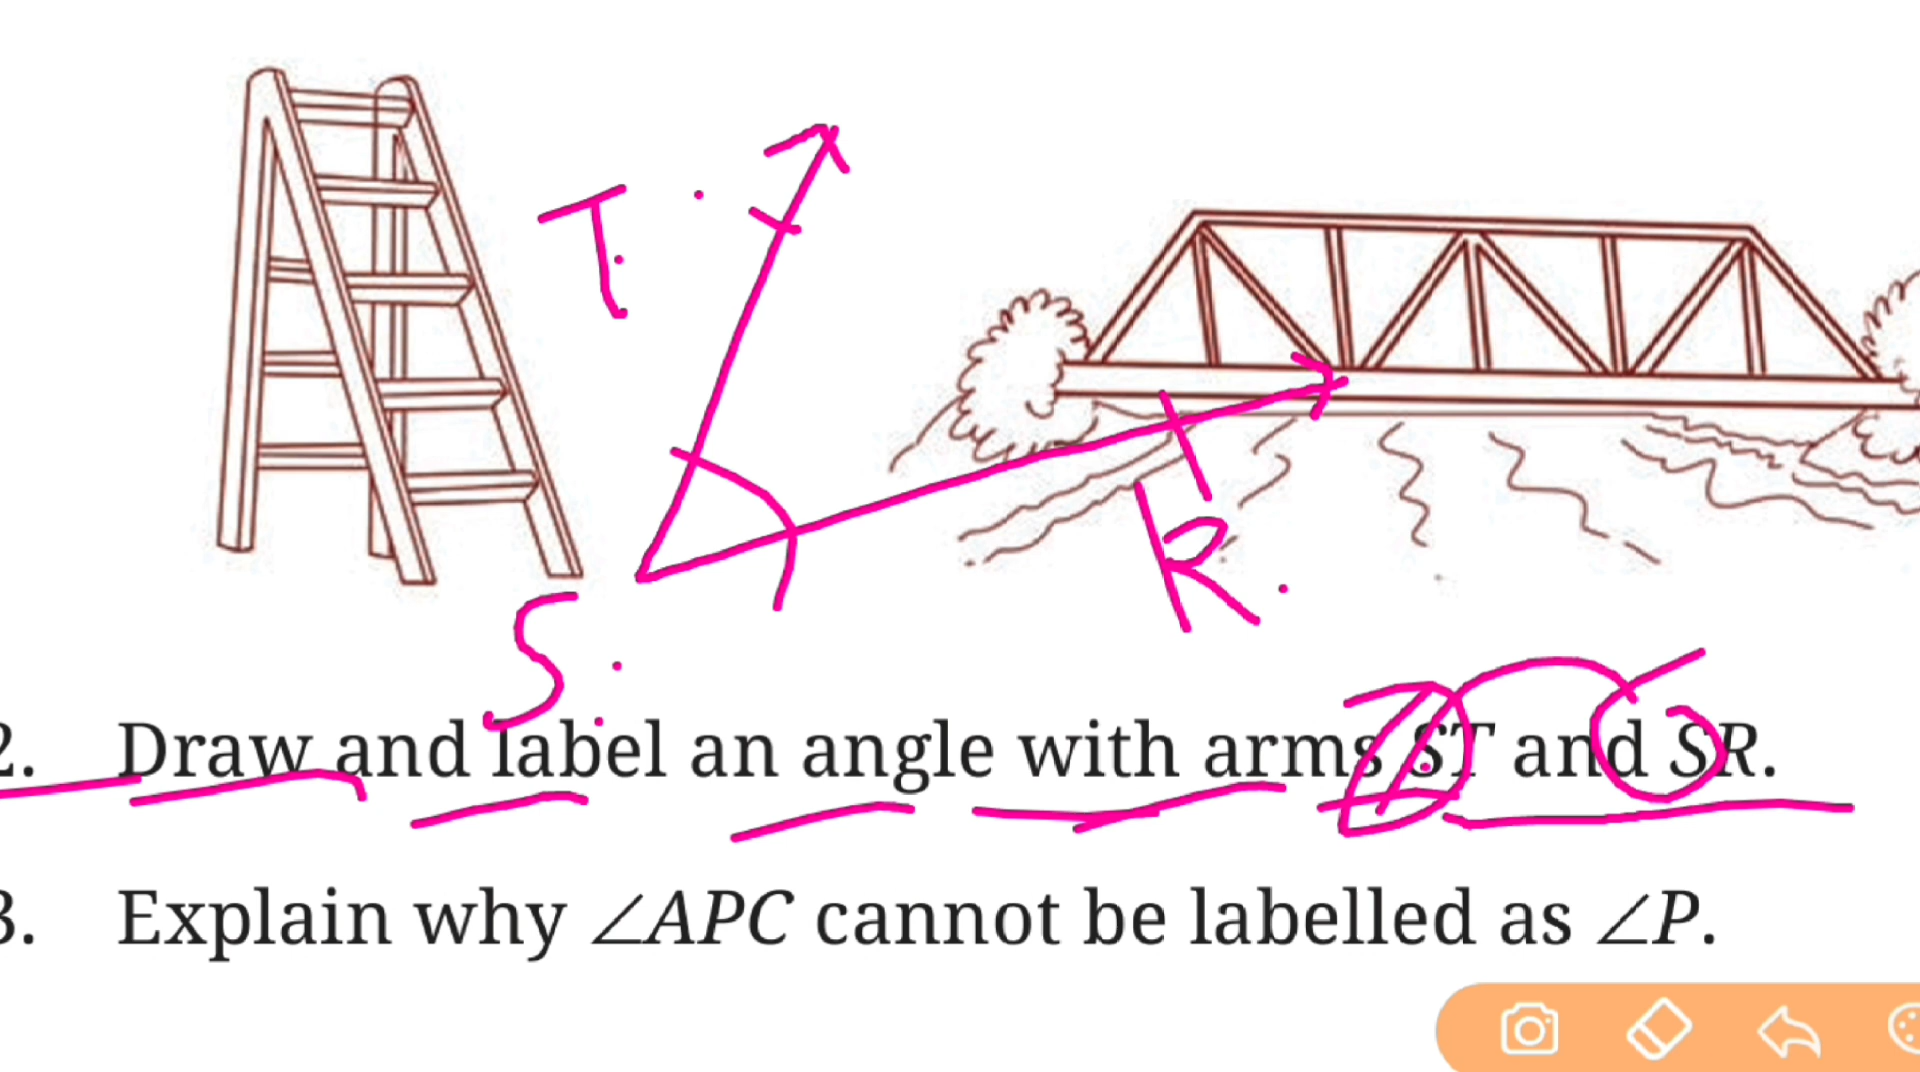 T
R
S
2. Draw and label an angle with arms ST and SR.
3. Explain why ∠APC cannot be labelled as ∠P.